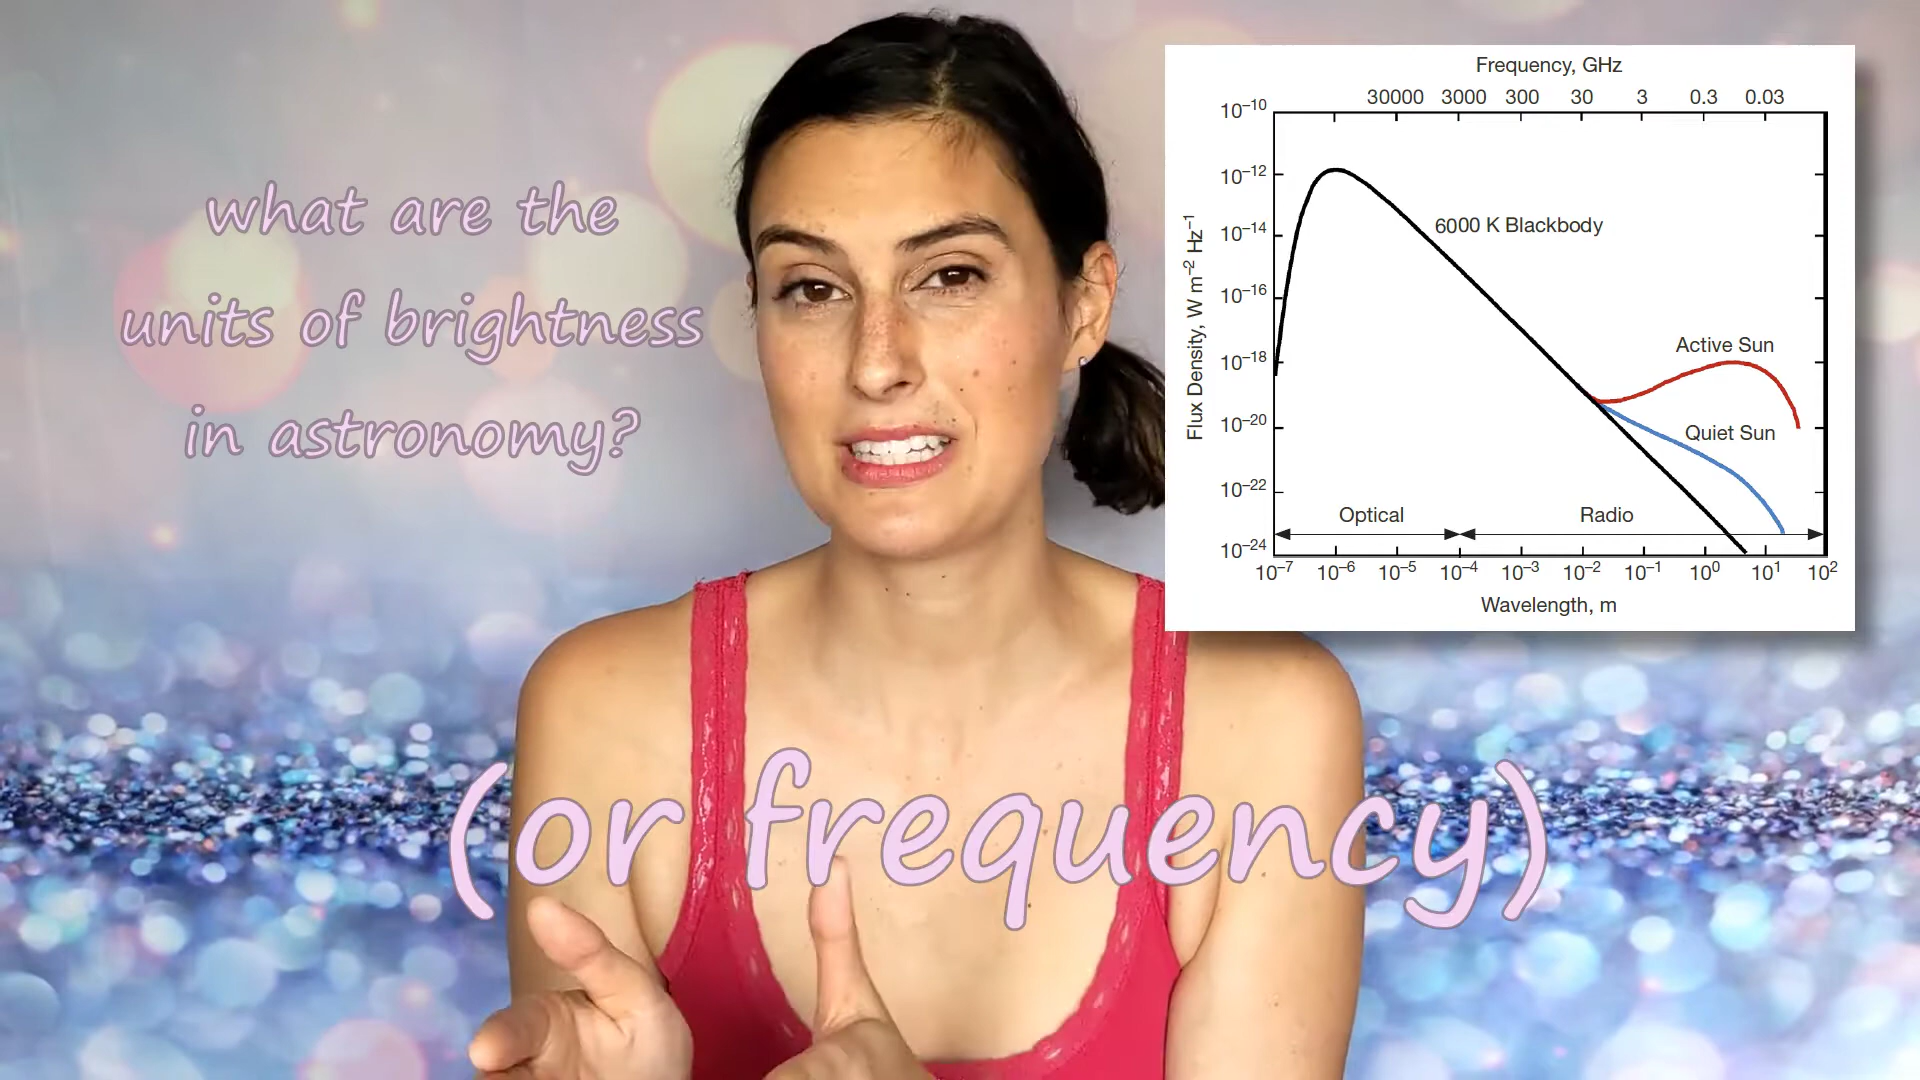 what are the
units of brightness
in astronomy?
(or frequency)
Frequency, GHz
30000 3000 300 30 3 0.3 0.03
Flux Density, W m⁻² Hz⁻¹
10⁻¹⁰
10⁻¹²
10⁻¹⁴
10⁻¹⁶
10⁻¹⁸
10⁻²⁰
10⁻²²
10⁻²⁴
6000 K Blackbody
Active Sun
Quiet Sun
Optical
Radio
10⁻⁷ 10⁻⁶ 10⁻⁵ 10⁻⁴ 10⁻³ 10⁻² 10⁻¹ 10⁰ 10¹ 10²
Wavelength, m